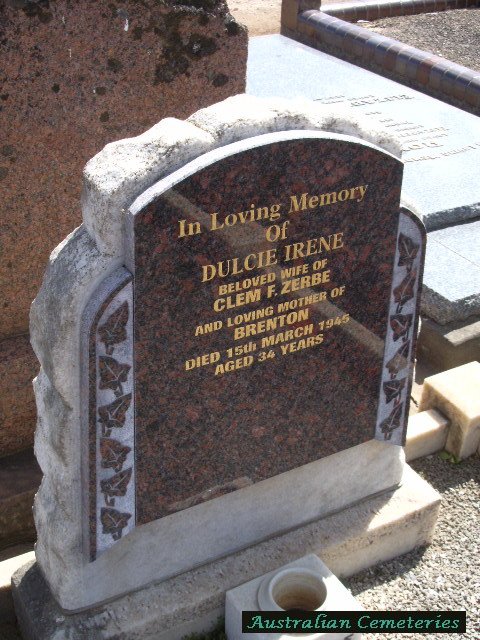 In Loving Memory
Of
DULCIE IRENE
BELOVED WIFE OF
CLEM F. ZERBE
AND LOVING MOTHER OF
BRENTON
DIED 15th MARCH 1945
AGED 34 YEARS
Australian Cemeteries